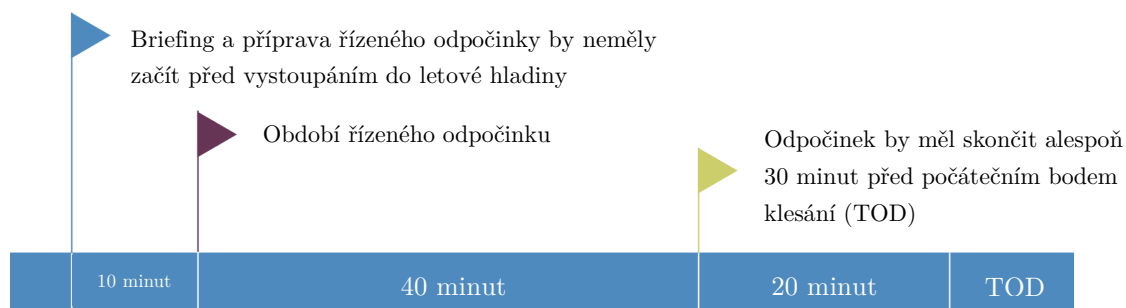 Briefing a příprava řízeného odpočinky by neměly
začít před vystoupáním do letové hladiny
Období řízeného odpočinku
Odpočinek by měl skončit alespoň
30 minut před počátečním bodem
klesání (TOD)
10 minut
40 minut
20 minut
TOD